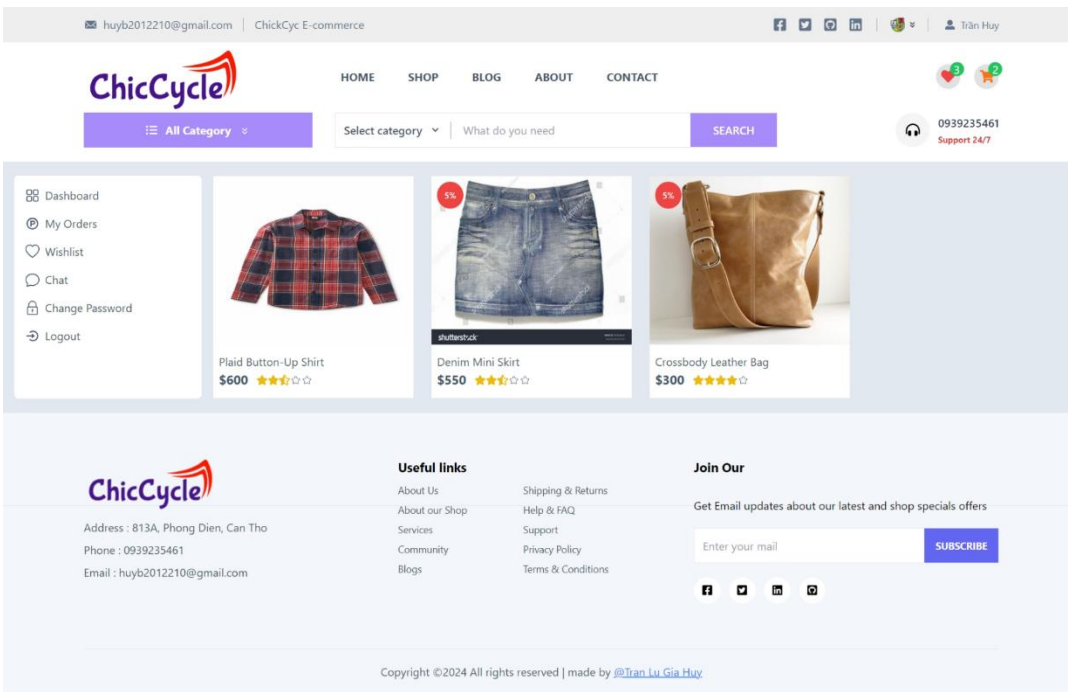 huyb2012210@gmail.com | ChickCyc E-commerce
Trần Huy
ChicCycle
HOME SHOP BLOG ABOUT CONTACT
3 2
All Category
Select category What do you need SEARCH
0939235461
Support 24/7
Dashboard
My Orders
Wishlist
Chat
Change Password
Logout
Plaid Button-Up Shirt
$600
5%
shutterstock
Denim Mini Skirt
$550
5%
Crossbody Leather Bag
$300
ChicCycle
Address : 813A, Phong Dien, Can Tho
Phone : 0939235461
Email : huyb2012210@gmail.com
Useful links
About Us
About our Shop
Services
Community
Blogs
Shipping & Returns
Help & FAQ
Support
Privacy Policy
Terms & Conditions
Join Our
Get Email updates about our latest and shop specials offers
Enter your mail SUBSCRIBE
Copyright ©2024 All rights reserved | made by @Tran Lu Gia Huy